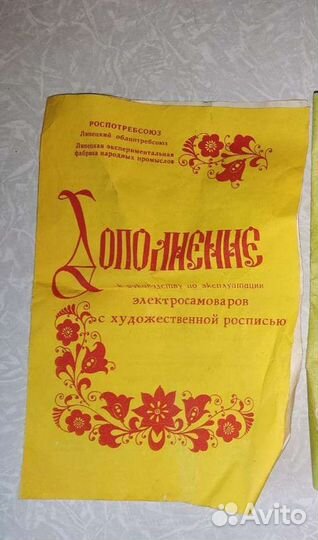 РОСПОТРЕБСОЮЗ
Липецкий облпотребсоюз
Липецкая экспериментальная
фабрика народных промыслов
Дополнение
к руководству по эксплуатации
электросамоваров
с художественной росписью
Avito